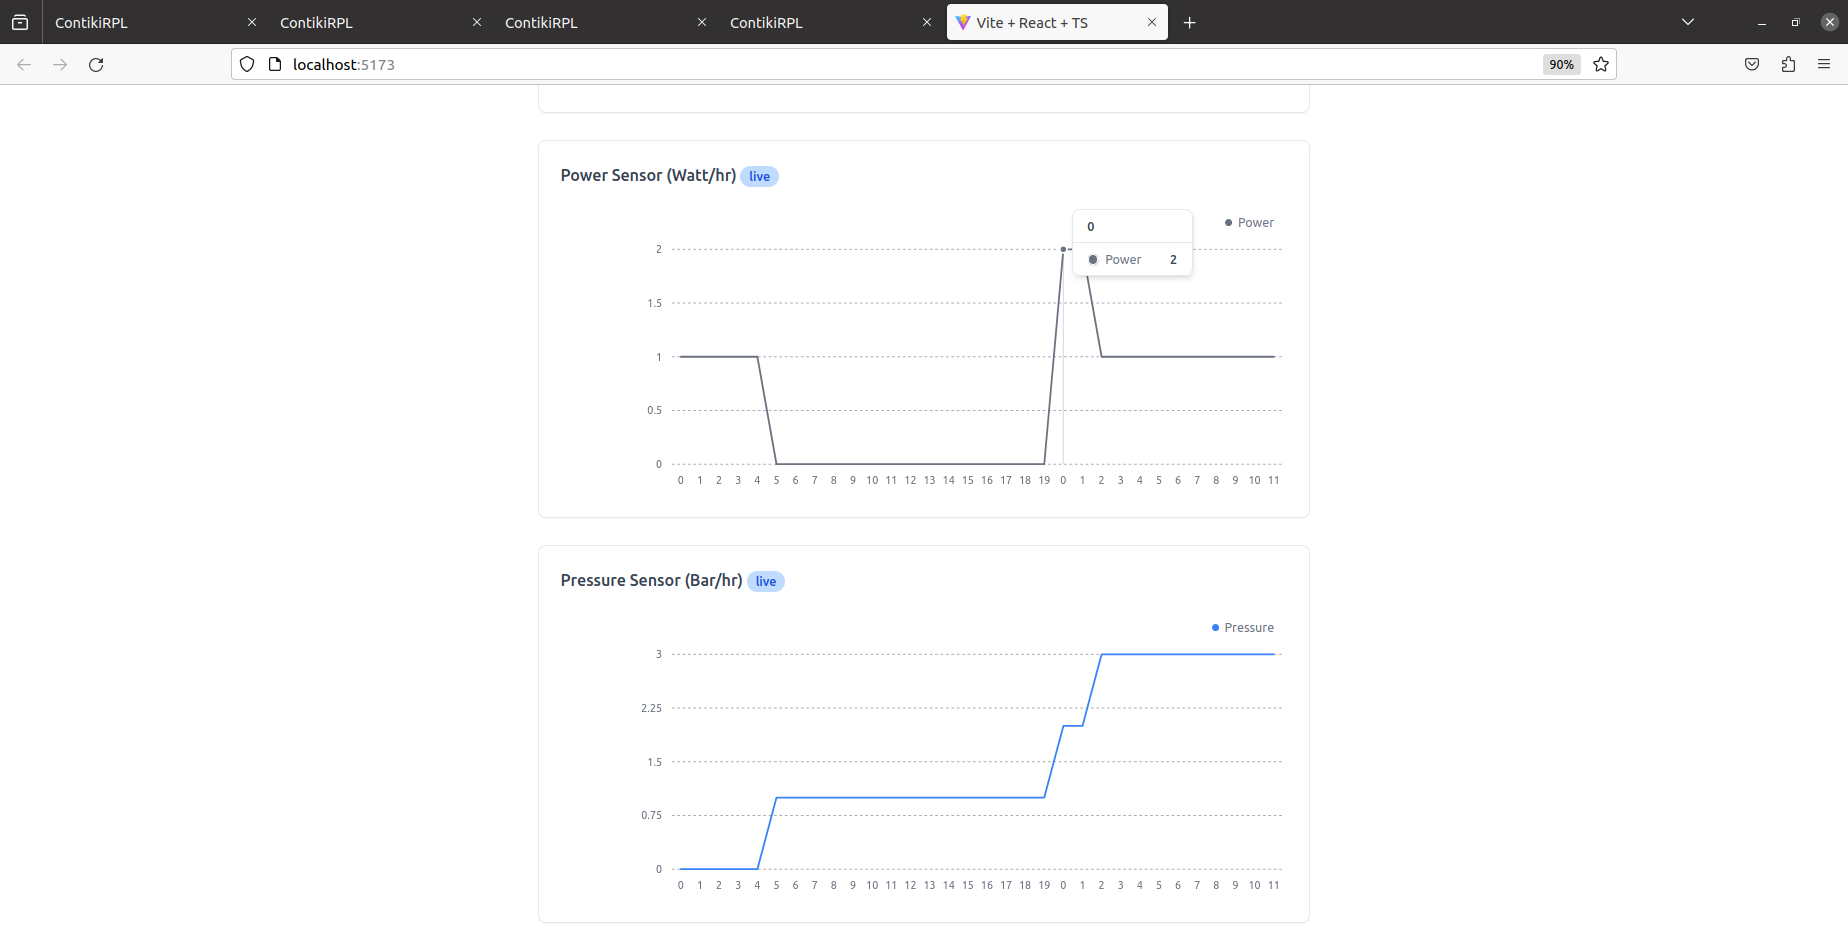 ContikiRPL ContikiRPL ContikiRPL ContikiRPL Vite + React + TS
localhost:5173 90%
Power Sensor (Watt/hr) live
Power
0
Power 2
2
1.5
1
0.5
0
0 1 2 3 4 5 6 7 8 9 10 11 12 13 14 15 16 17 18 19 0 1 2 3 4 5 6 7 8 9 10 11
Pressure Sensor (Bar/hr) live
Pressure
3
2.25
1.5
0.75
0
0 1 2 3 4 5 6 7 8 9 10 11 12 13 14 15 16 17 18 19 0 1 2 3 4 5 6 7 8 9 10 11